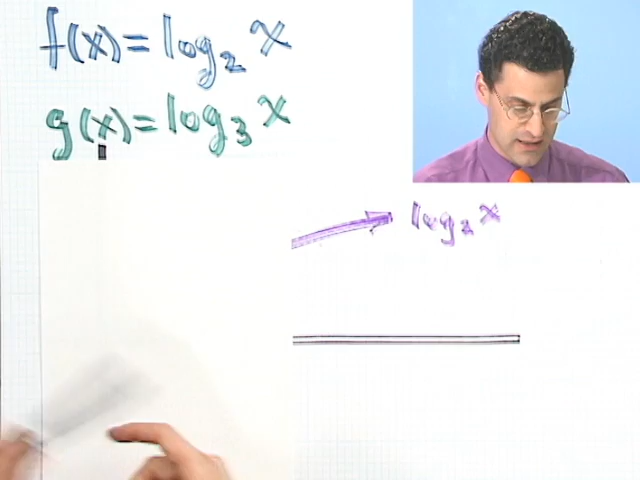 f(x) = log₂ x
g(x) = log₃ x
log₂ x